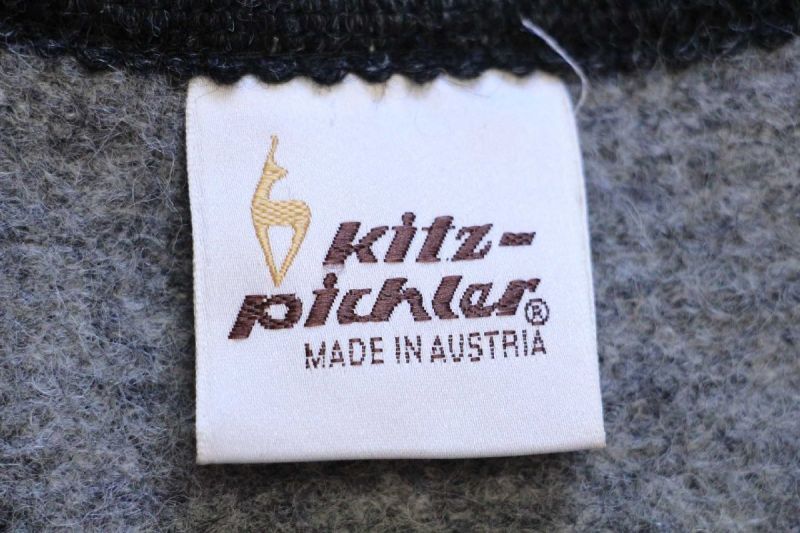 kitz-
pichler®
MADE IN AUSTRIA